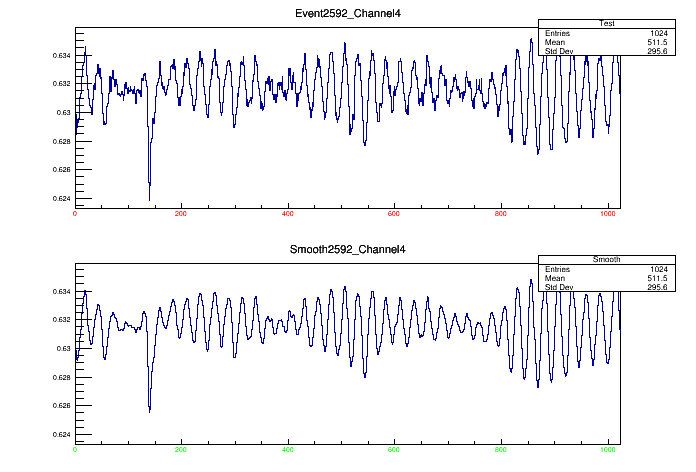 Event2592_Channel4
Test
Entries 1024
Mean 511.5
Std Dev 295.6
0.634
0.632
0.63
0.628
0.626
0.624
0 200 400 600 800 1000
Smooth2592_Channel4
Smooth
Entries 1024
Mean 511.5
Std Dev 295.6
0.634
0.632
0.63
0.628
0.626
0.624
0 200 400 600 800 1000